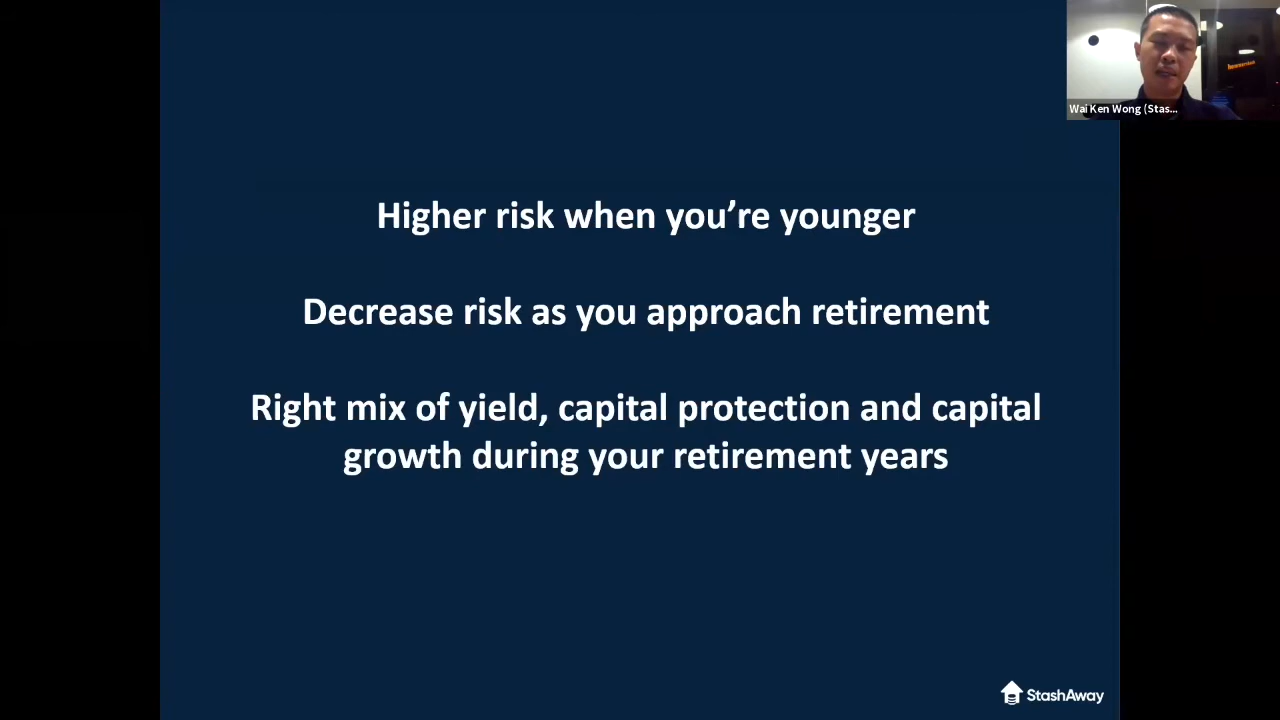 Wai Ken Wong (Stas...
Higher risk when you’re younger
Decrease risk as you approach retirement
Right mix of yield, capital protection and capital
growth during your retirement years
StashAway